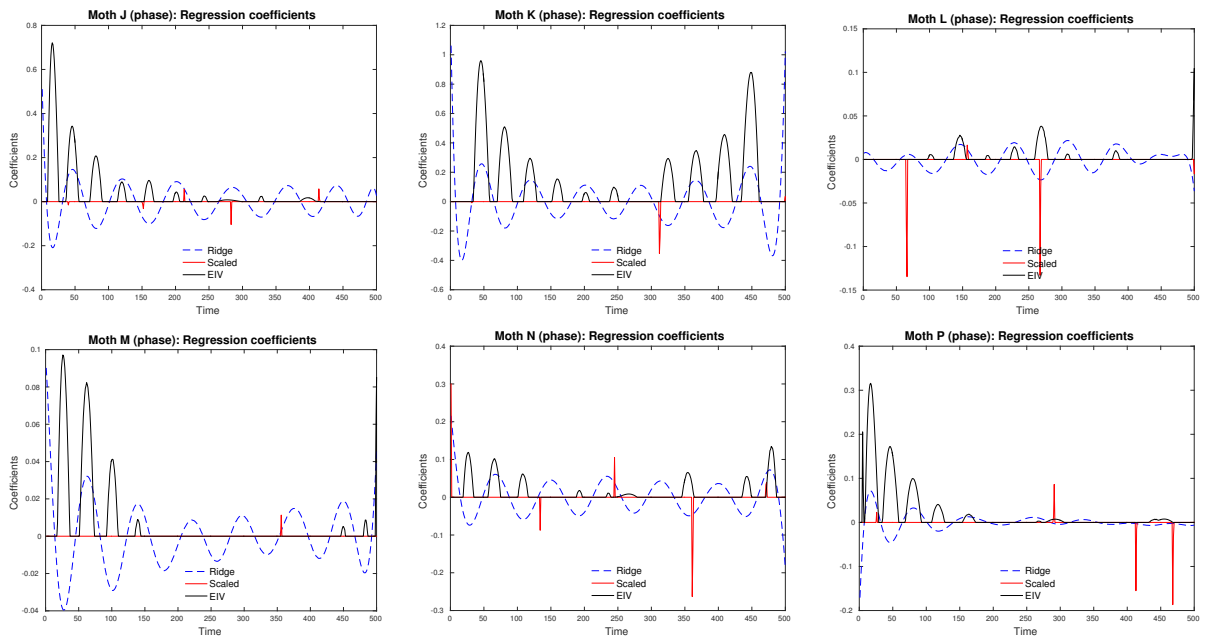 Moth J (phase): Regression coefficients
0.8
0.6
0.4
0.2
0
-0.2
-0.4
Coefficients
0 50 100 150 200 250 300 350 400 450 500
Time
Ridge
Scaled
EIV
Moth K (phase): Regression coefficients
1.2
1
0.8
0.6
0.4
0.2
0
-0.2
-0.4
-0.6
Coefficients
0 50 100 150 200 250 300 350 400 450 500
Time
Ridge
Scaled
EIV
Moth L (phase): Regression coefficients
0.15
0.1
0.05
0
-0.05
-0.1
-0.15
Coefficients
0 50 100 150 200 250 300 350 400 450 500
Time
Ridge
Scaled
EIV
Moth M (phase): Regression coefficients
0.1
0.08
0.06
0.04
0.02
0
-0.02
-0.04
Coefficients
0 50 100 150 200 250 300 350 400 450 500
Time
Ridge
Scaled
EIV
Moth N (phase): Regression coefficients
0.4
0.3
0.2
0.1
0
-0.1
-0.2
-0.3
Coefficients
0 50 100 150 200 250 300 350 400 450 500
Time
Ridge
Scaled
EIV
Moth P (phase): Regression coefficients
0.4
0.3
0.2
0.1
0
-0.1
-0.2
Coefficients
0 50 100 150 200 250 300 350 400 450 500
Time
Ridge
Scaled
EIV